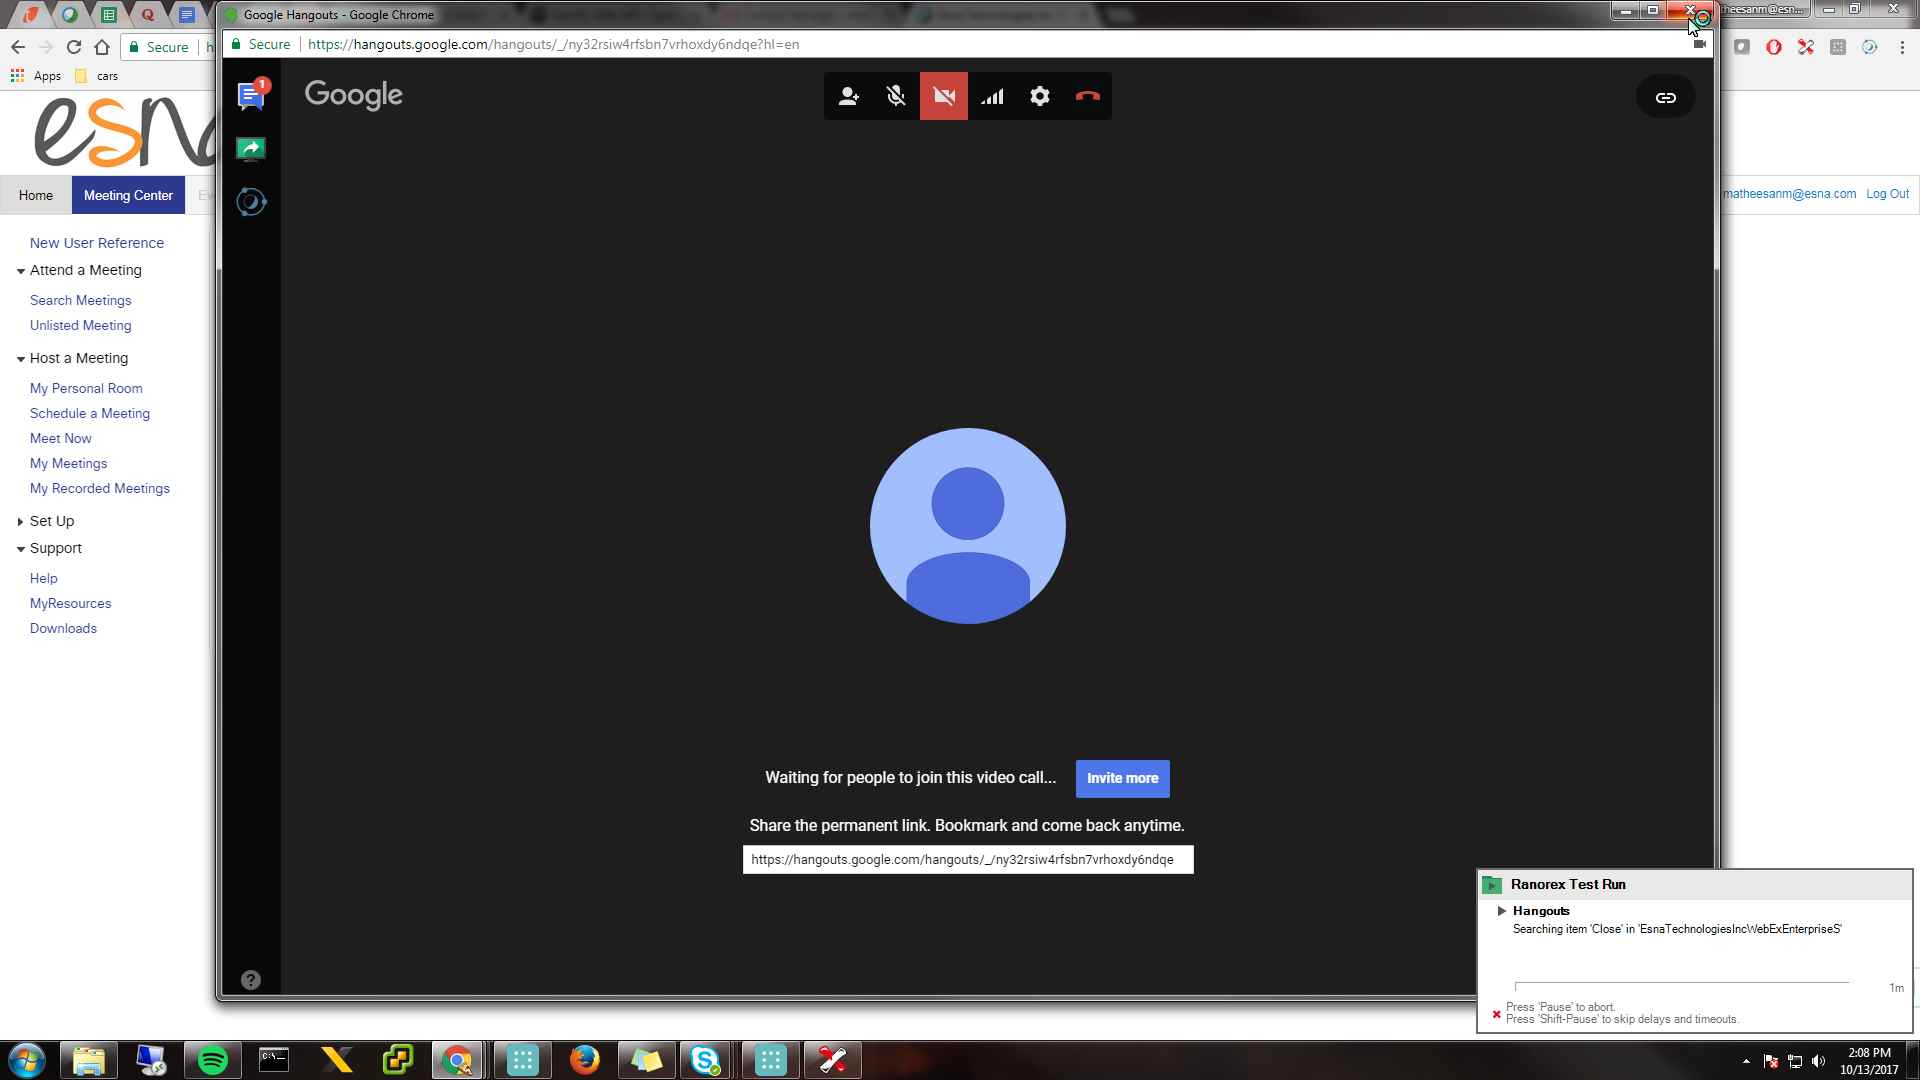 Google Hangouts - Google Chrome
Secure
https://hangouts.google.com/hangouts/_/ny32rsiw4rfsbn7vrhoxdy6ndqe?hl=en
Secure
Apps
cars
esna
Google
1
Home
Meeting Center
matheesanm@esna.com
Log Out
New User Reference
Attend a Meeting
Search Meetings
Unlisted Meeting
Host a Meeting
My Personal Room
Schedule a Meeting
Meet Now
My Meetings
My Recorded Meetings
Set Up
Support
Help
MyResources
Downloads
Waiting for people to join this video call...
Invite more
Share the permanent link. Bookmark and come back anytime.
https://hangouts.google.com/hangouts/_/ny32rsiw4rfsbn7vrhoxdy6ndqe
Ranorex Test Run
Hangouts
Searching item 'Close' in 'EsnaTechnologiesIncWebExEnterpriseS'
1m
Press 'Pause' to abort.
Press 'Shift-Pause' to skip delays and timeouts.
2:08 PM
10/13/2017